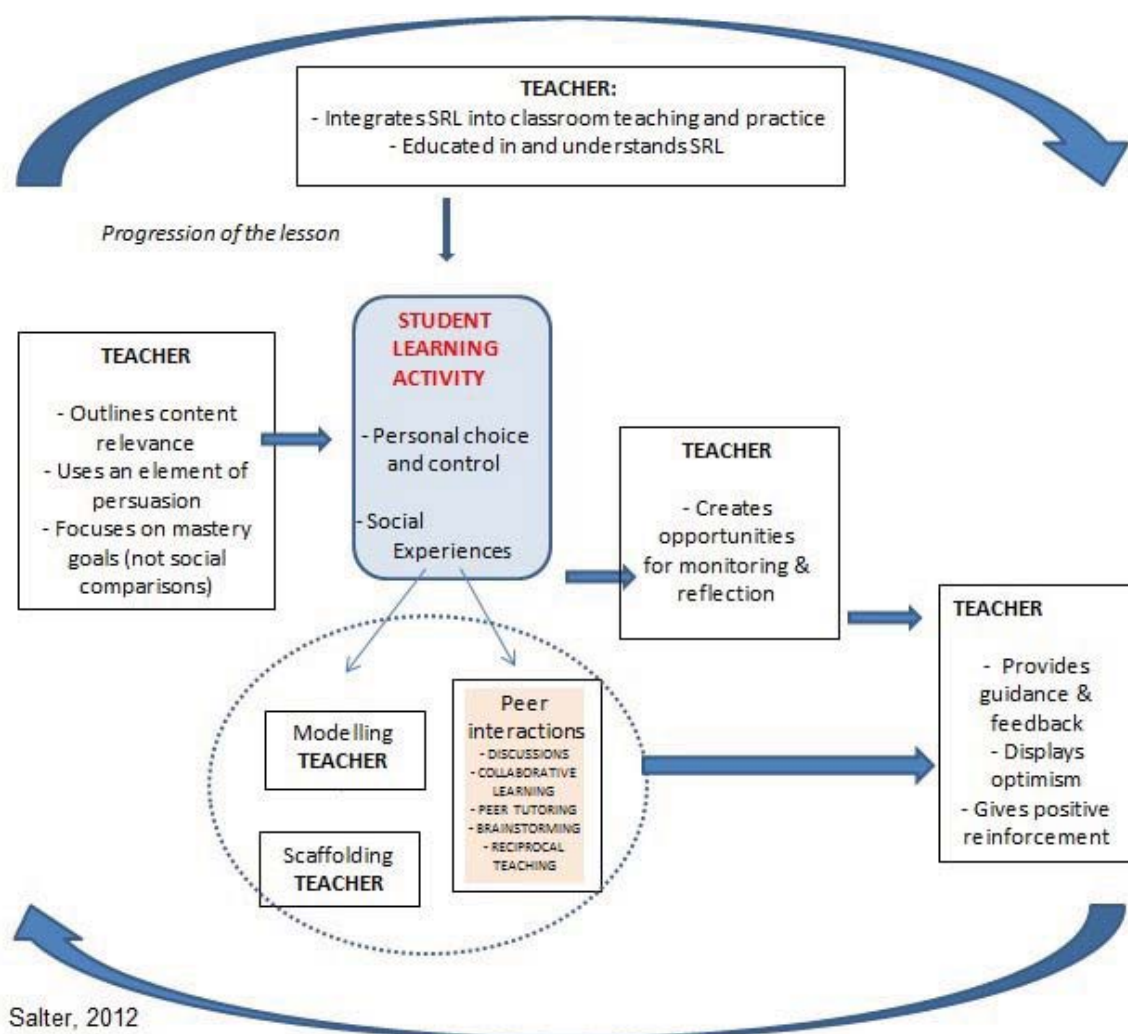 TEACHER:
- Integrates SRL into classroom teaching and practice
- Educated in and understands SRL
Progression of the lesson
TEACHER
- Outlines content
relevance
- Uses an element of
persuasion
- Focuses on mastery
goals (not social
comparisons)
STUDENT
LEARNING
ACTIVITY
- Personal choice
and control
- Social
Experiences
TEACHER
- Creates
opportunities
for monitoring &
reflection
TEACHER
- Provides
guidance &
feedback
- Displays
optimism
- Gives positive
reinforcement
Modelling
TEACHER
Scaffolding
TEACHER
Peer
interactions
- DISCUSSIONS
- COLLABORATIVE
LEARNING
- PEER TUTORING
- BRAINSTORMING
- RECIPROCAL
TEACHING
Salter, 2012